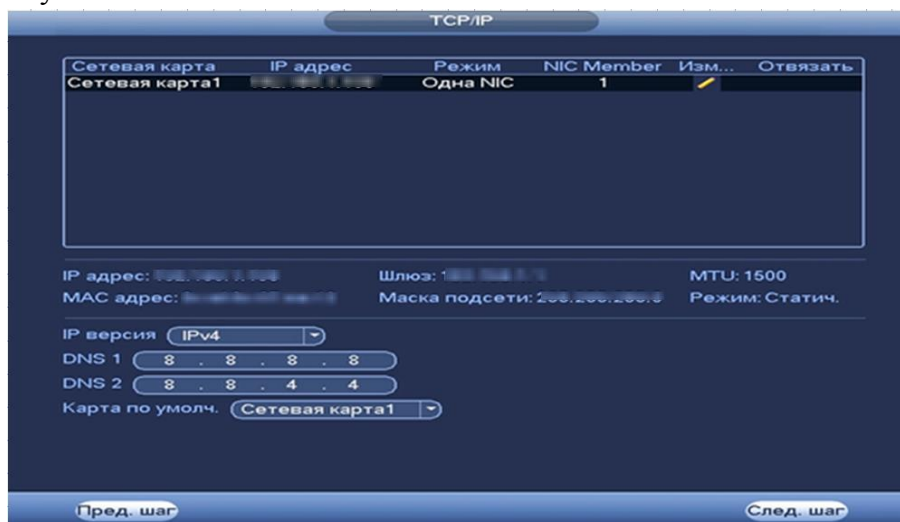 TCP/IP
Сетевая карта IP адрес Режим NIC Member Изм... Отвязать
Сетевая карта1 Одна NIC 1
IP адрес: Шлюз: MTU: 1500
MAC адрес: Маска подсети: Режим: Статич.
IP версия IPv4
DNS 1 8 . 8 . 8 . 8
DNS 2 8 . 8 . 4 . 4
Карта по умолч. Сетевая карта1
Пред. шаг След. шаг